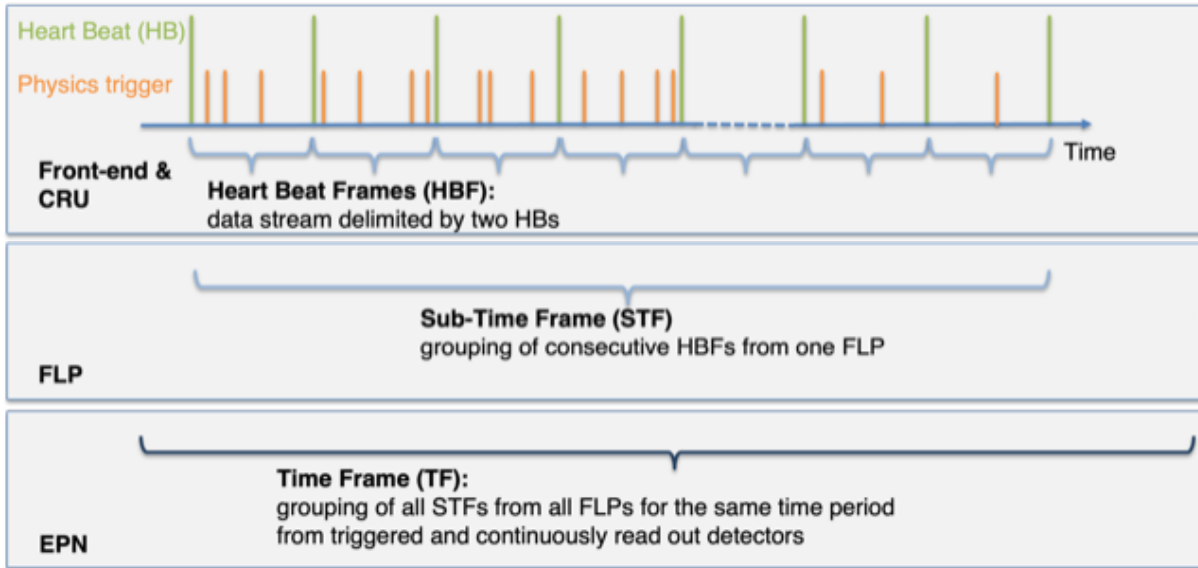 Heart Beat (HB)
Physics trigger
Time
Front-end &
CRU
Heart Beat Frames (HBF):
data stream delimited by two HBs
Sub-Time Frame (STF)
grouping of consecutive HBFs from one FLP
FLP
Time Frame (TF):
grouping of all STFs from all FLPs for the same time period
from triggered and continuously read out detectors
EPN